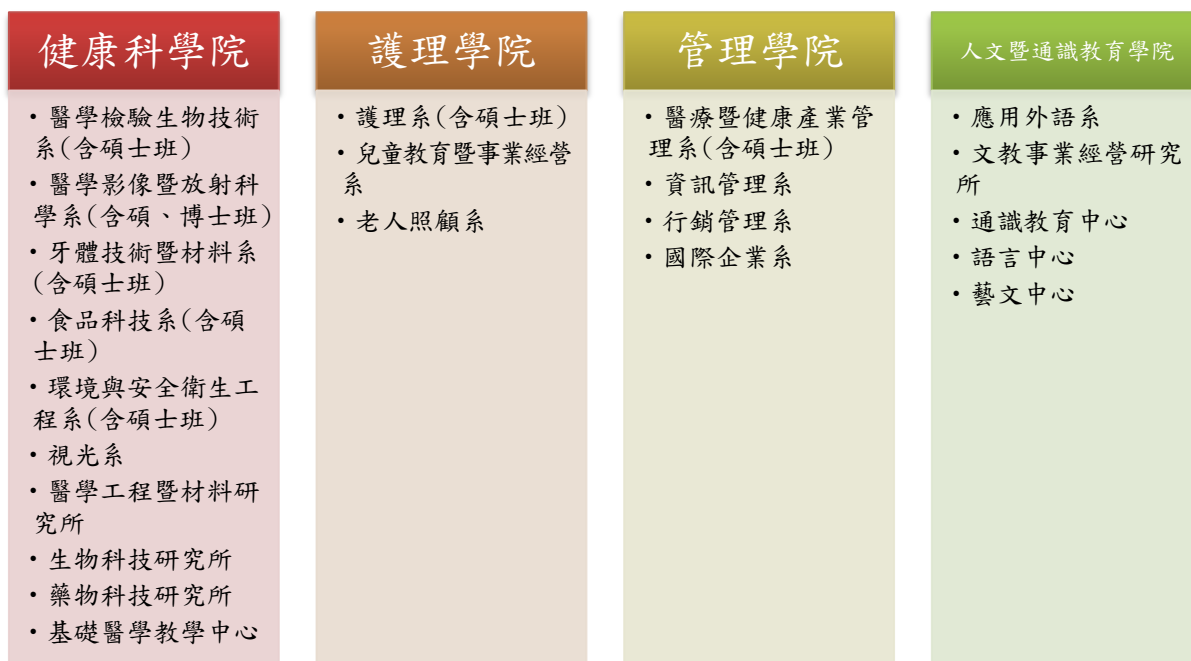 健康科學院
・醫學檢驗生物技術
系(含碩士班)
・醫學影像暨放射科
學系(含碩、博士班)
・牙體技術暨材料系
(含碩士班)
・食品科技系(含碩
士班)
・環境與安全衛生工
程系(含碩士班)
・視光系
・醫學工程暨材料研
究所
・生物科技研究所
・藥物科技研究所
・基礎醫學教學中心
護理學院
・護理系(含碩士班)
・兒童教育暨事業經營
系
・老人照顧系
管理學院
・醫療暨健康產業管
理系(含碩士班)
・資訊管理系
・行銷管理系
・國際企業系
人文暨通識教育學院
・應用外語系
・文教事業經營研究
所
・通識教育中心
・語言中心
・藝文中心